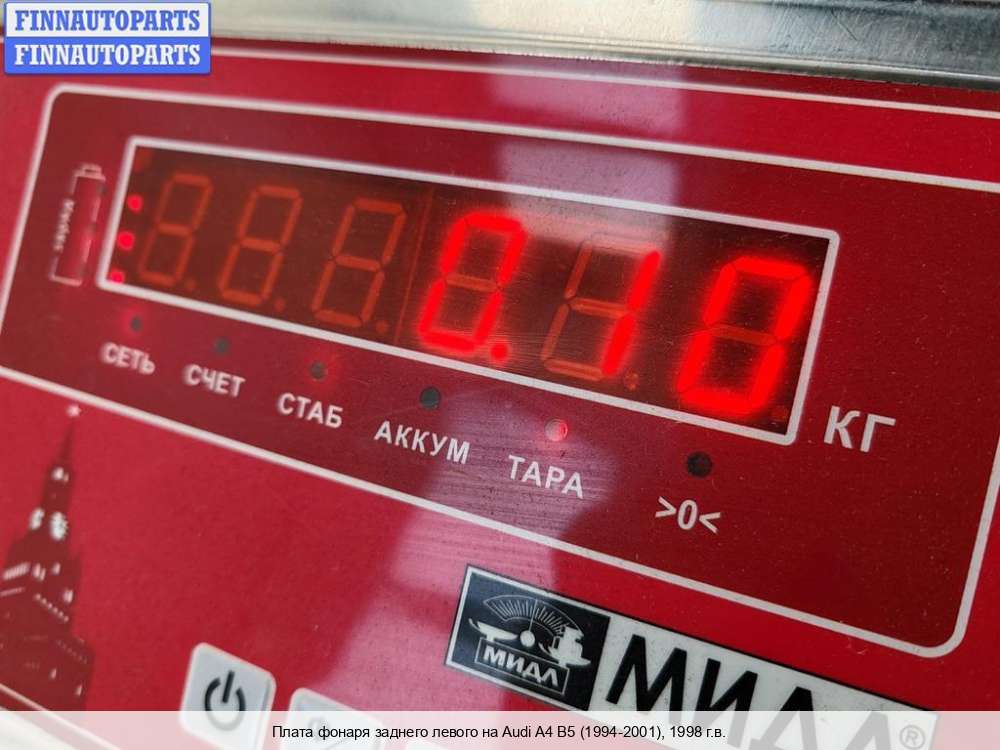 FINNAUTOPARTS
FINNAUTOPARTS
0.10
КГ
СЕТЬ
СЧЕТ
СТАБ
АККУМ
ТАРА
>0<
МИДЛ
МИДЛ®
Плата фонаря заднего левого на Audi A4 B5 (1994-2001), 1998 г.в.